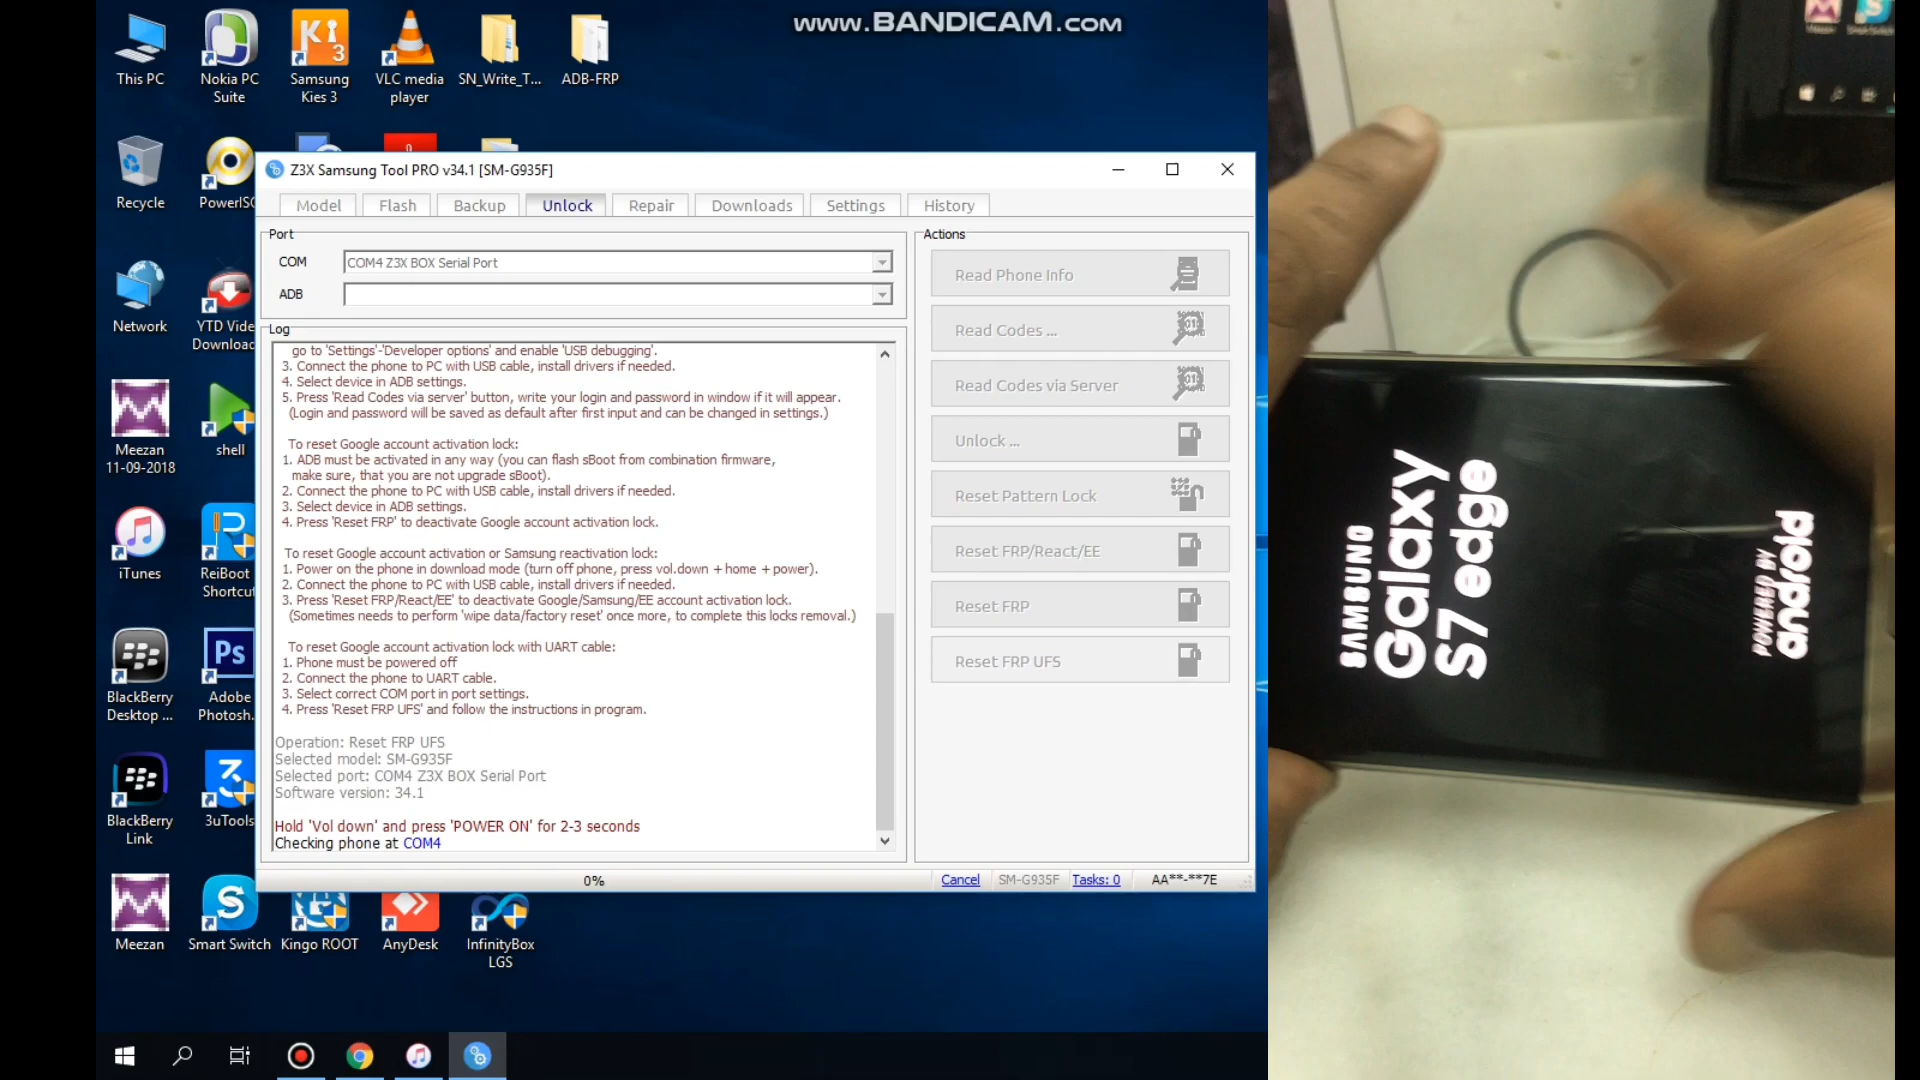 www.BANDICAM.com
This PC
Nokia PC
Suite
Samsung
Kies 3
VLC media
player
SN_Write_T...
ADB-FRP
Recycle
PowerISO
Network
YTD Vide
Download
Meezan
11-09-2018
shell
iTunes
ReiBoot
Shortcu
BlackBerry
Desktop ...
Adobe
Photosh.
BlackBerry
Link
3uTools
Meezan
Smart Switch
Kingo ROOT
AnyDesk
InfinityBox
LGS
Z3X Samsung Tool PRO v34.1 [SM-G935F]
Model
Flash
Backup
Unlock
Repair
Downloads
Settings
History
Port
COM
COM4 Z3X BOX Serial Port
ADB
Log
go to 'Settings'-'Developer options' and enable 'USB debugging'.
3. Connect the phone to PC with USB cable, install drivers if needed.
4. Select device in ADB settings.
5. Press 'Read Codes via server' button, write your login and password in window if it will appear.
(Login and password will be saved as default after first input and can be changed in settings.)
To reset Google account activation lock:
1. ADB must be activated in any way (you can flash sBoot from combination firmware,
make sure, that you are not upgrade sBoot).
2. Connect the phone to PC with USB cable, install drivers if needed.
3. Select device in ADB settings.
4. Press 'Reset FRP' to deactivate Google account activation lock.
To reset Google account activation or Samsung reactivation lock:
1. Power on the phone in download mode (turn off phone, press vol.down + home + power).
2. Connect the phone to PC with USB cable, install drivers if needed.
3. Press 'Reset FRP/React/EE' to deactivate Google/Samsung/EE account activation lock.
(Sometimes needs to perform 'wipe data/factory reset' once more, to complete this locks removal.)
To reset Google account activation lock with UART cable:
1. Phone must be powered off
2. Connect the phone to UART cable.
3. Select correct COM port in port settings.
4. Press 'Reset FRP UFS' and follow the instructions in program.
Operation: Reset FRP UFS
Selected model: SM-G935F
Selected port: COM4 Z3X BOX Serial Port
Software version: 34.1
Hold 'Vol down' and press 'POWER ON' for 2-3 seconds
Checking phone at COM4
Actions
Read Phone Info
Read Codes ...
Read Codes via Server
Unlock ...
Reset Pattern Lock
Reset FRP/React/EE
Reset FRP
Reset FRP UFS
0%
Cancel
SM-G935F
Tasks: 0
AA**-**7E
SAMSUNG
Galaxy
S7 edge
POWERED BY
android